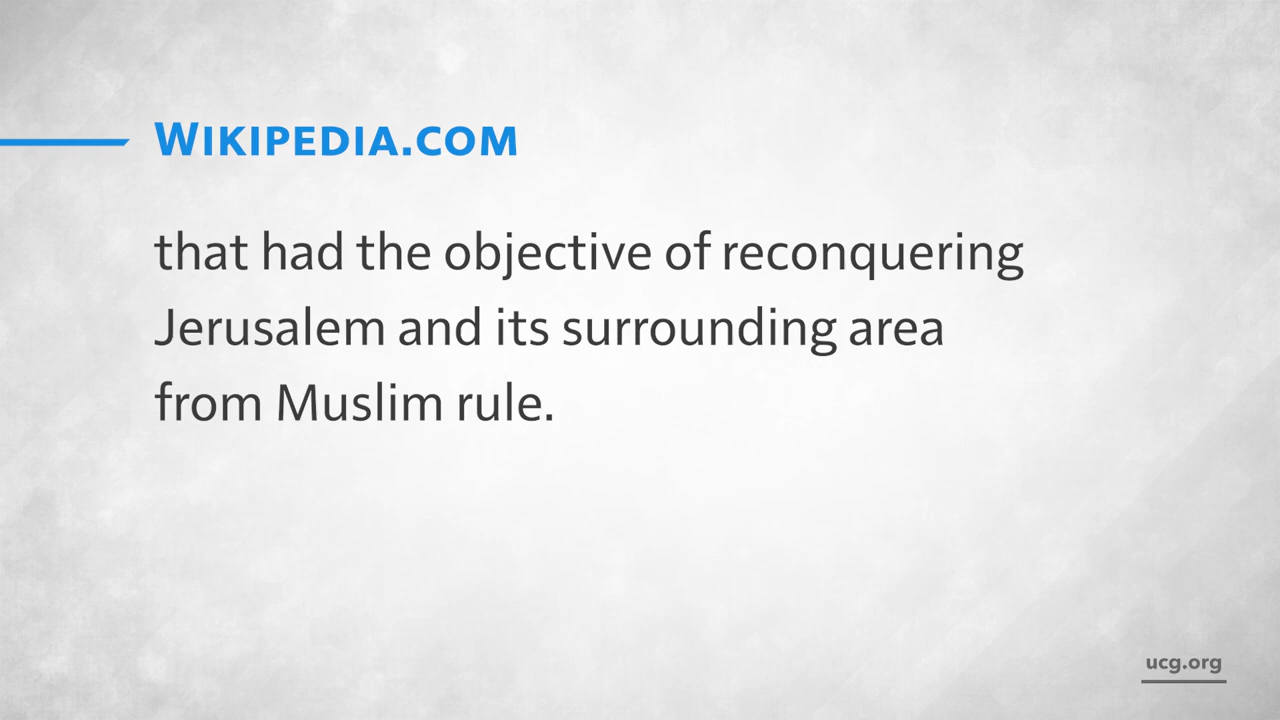 Wikipedia.com
that had the objective of reconquering
Jerusalem and its surrounding area
from Muslim rule.
ucg.org